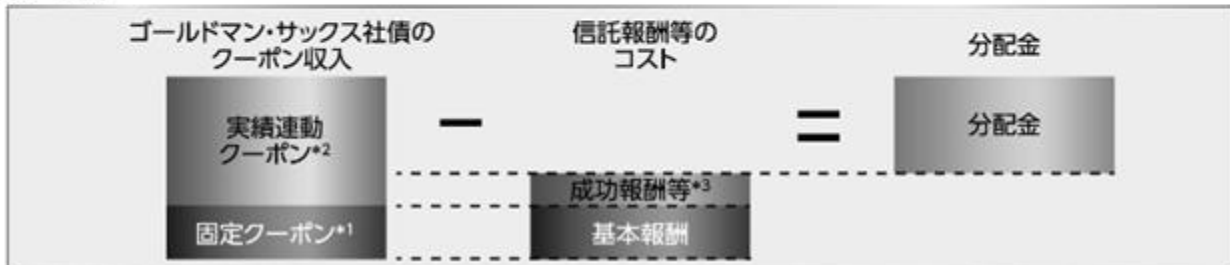 ゴールドマン・サックス社債の
クーポン収入
信託報酬等の
コスト
分配金
実績連動
クーポン*2
固定クーポン*1
−
成功報酬等*3
基本報酬
=
分配金